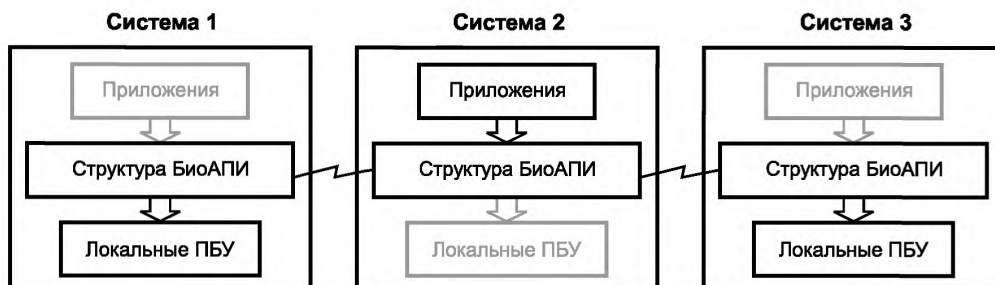 Система 1 Система 2 Система 3
Приложения Приложения Приложения
Структура БиоАПИ Структура БиоАПИ Структура БиоАПИ
Локальные ПБУ Локальные ПБУ Локальные ПБУ